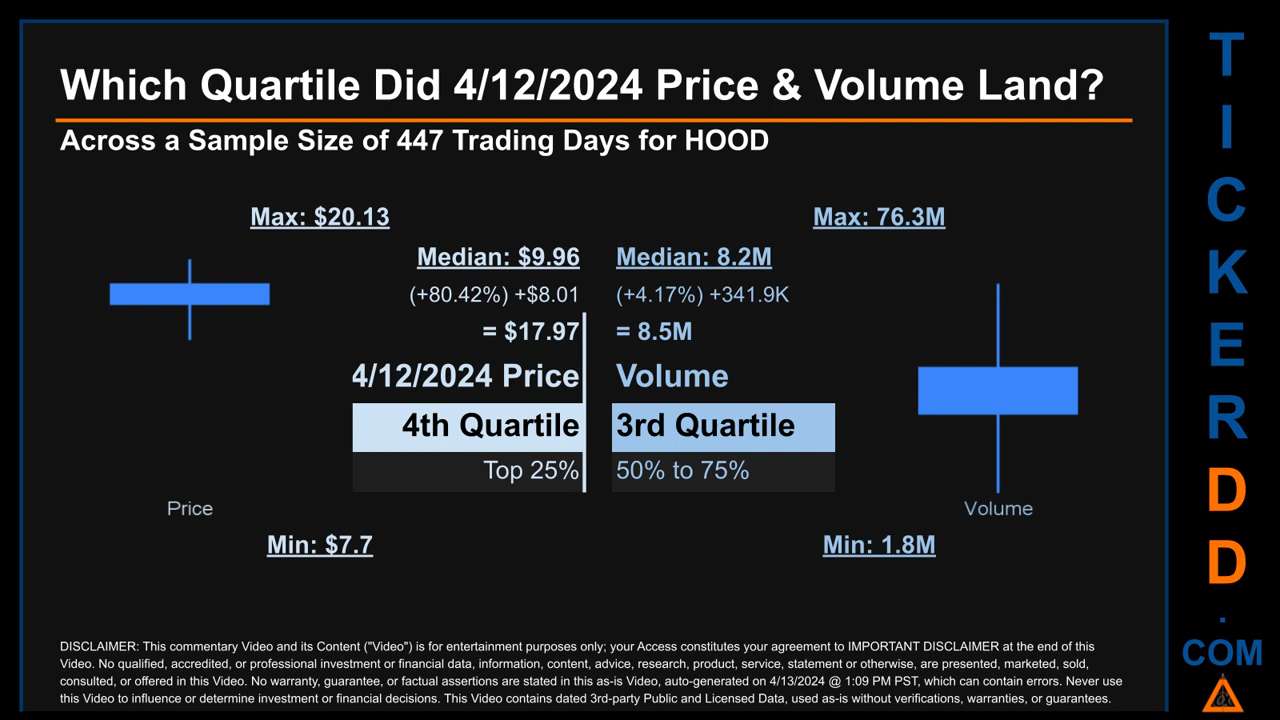 Which Quartile Did 4/12/2024 Price & Volume Land?
Across a Sample Size of 447 Trading Days for HOOD
Max: $20.13
Max: 76.3M
Median: $9.96
Median: 8.2M
(+80.42%) +$8.01
(+4.17%) +341.9K
= $17.97
= 8.5M
4/12/2024 Price
Volume
4th Quartile
3rd Quartile
Top 25%
50% to 75%
Price
Volume
Min: $7.7
Min: 1.8M
DISCLAIMER: This commentary Video and its Content ("Video") is for entertainment purposes only; your Access constitutes your agreement to IMPORTANT DISCLAIMER at the end of this
Video. No qualified, accredited, or professional investment or financial data, information, content, advice, research, product, service, statement or otherwise, are presented, marketed, sold,
consulted, or offered in this Video. No warranty, guarantee, or factual assertions are stated in this as-is Video, auto-generated on 4/13/2024 @ 1:09 PM PST, which can contain errors. Never use
this Video to influence or determine investment or financial decisions. This Video contains dated 3rd-party Public and Licensed Data, used as-is without verifications, warranties, or guarantees.
T
I
C
K
E
R
D
D
.
COM